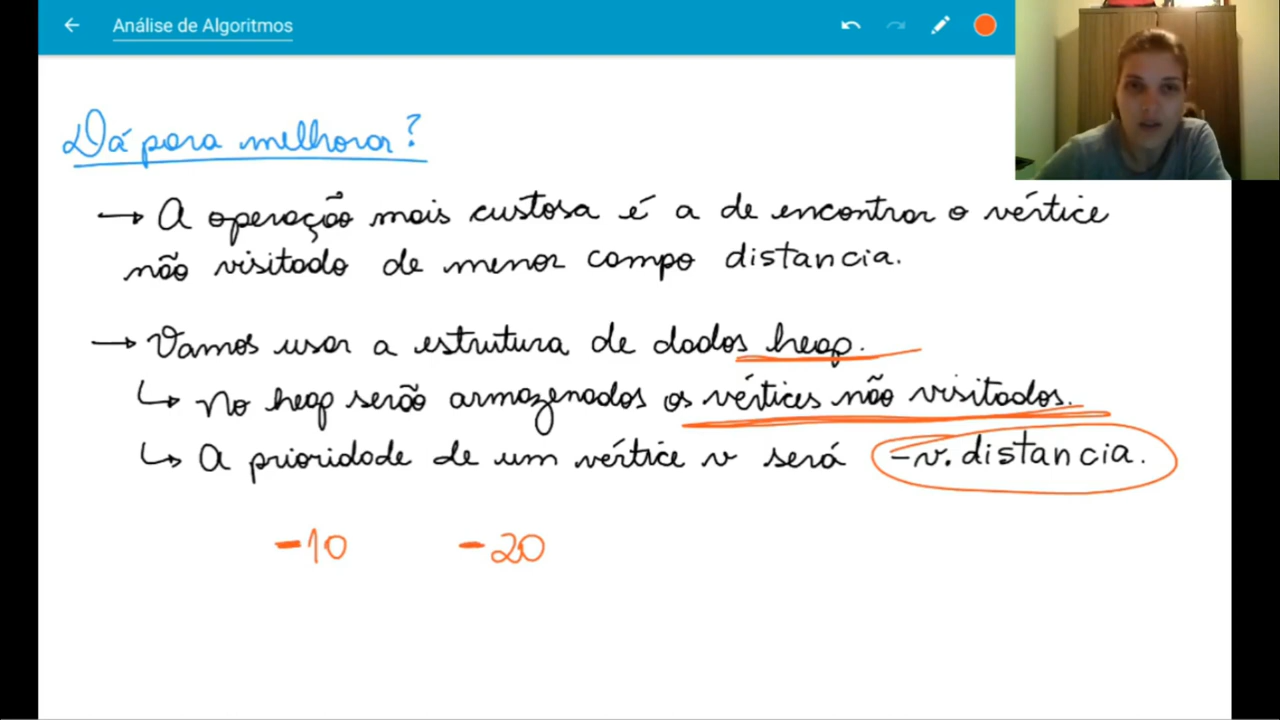 Análise de Algoritmos
Dá para melhorar?
→ A operação mais custosa é a de encontrar o vértice
não visitado de menor campo distancia.
→ Vamos usar a estrutura de dados heap.
↳ No heap serão armazenados os vértices não visitados.
↳ A prioridade de um vértice v será -v.distancia.
-10 -20